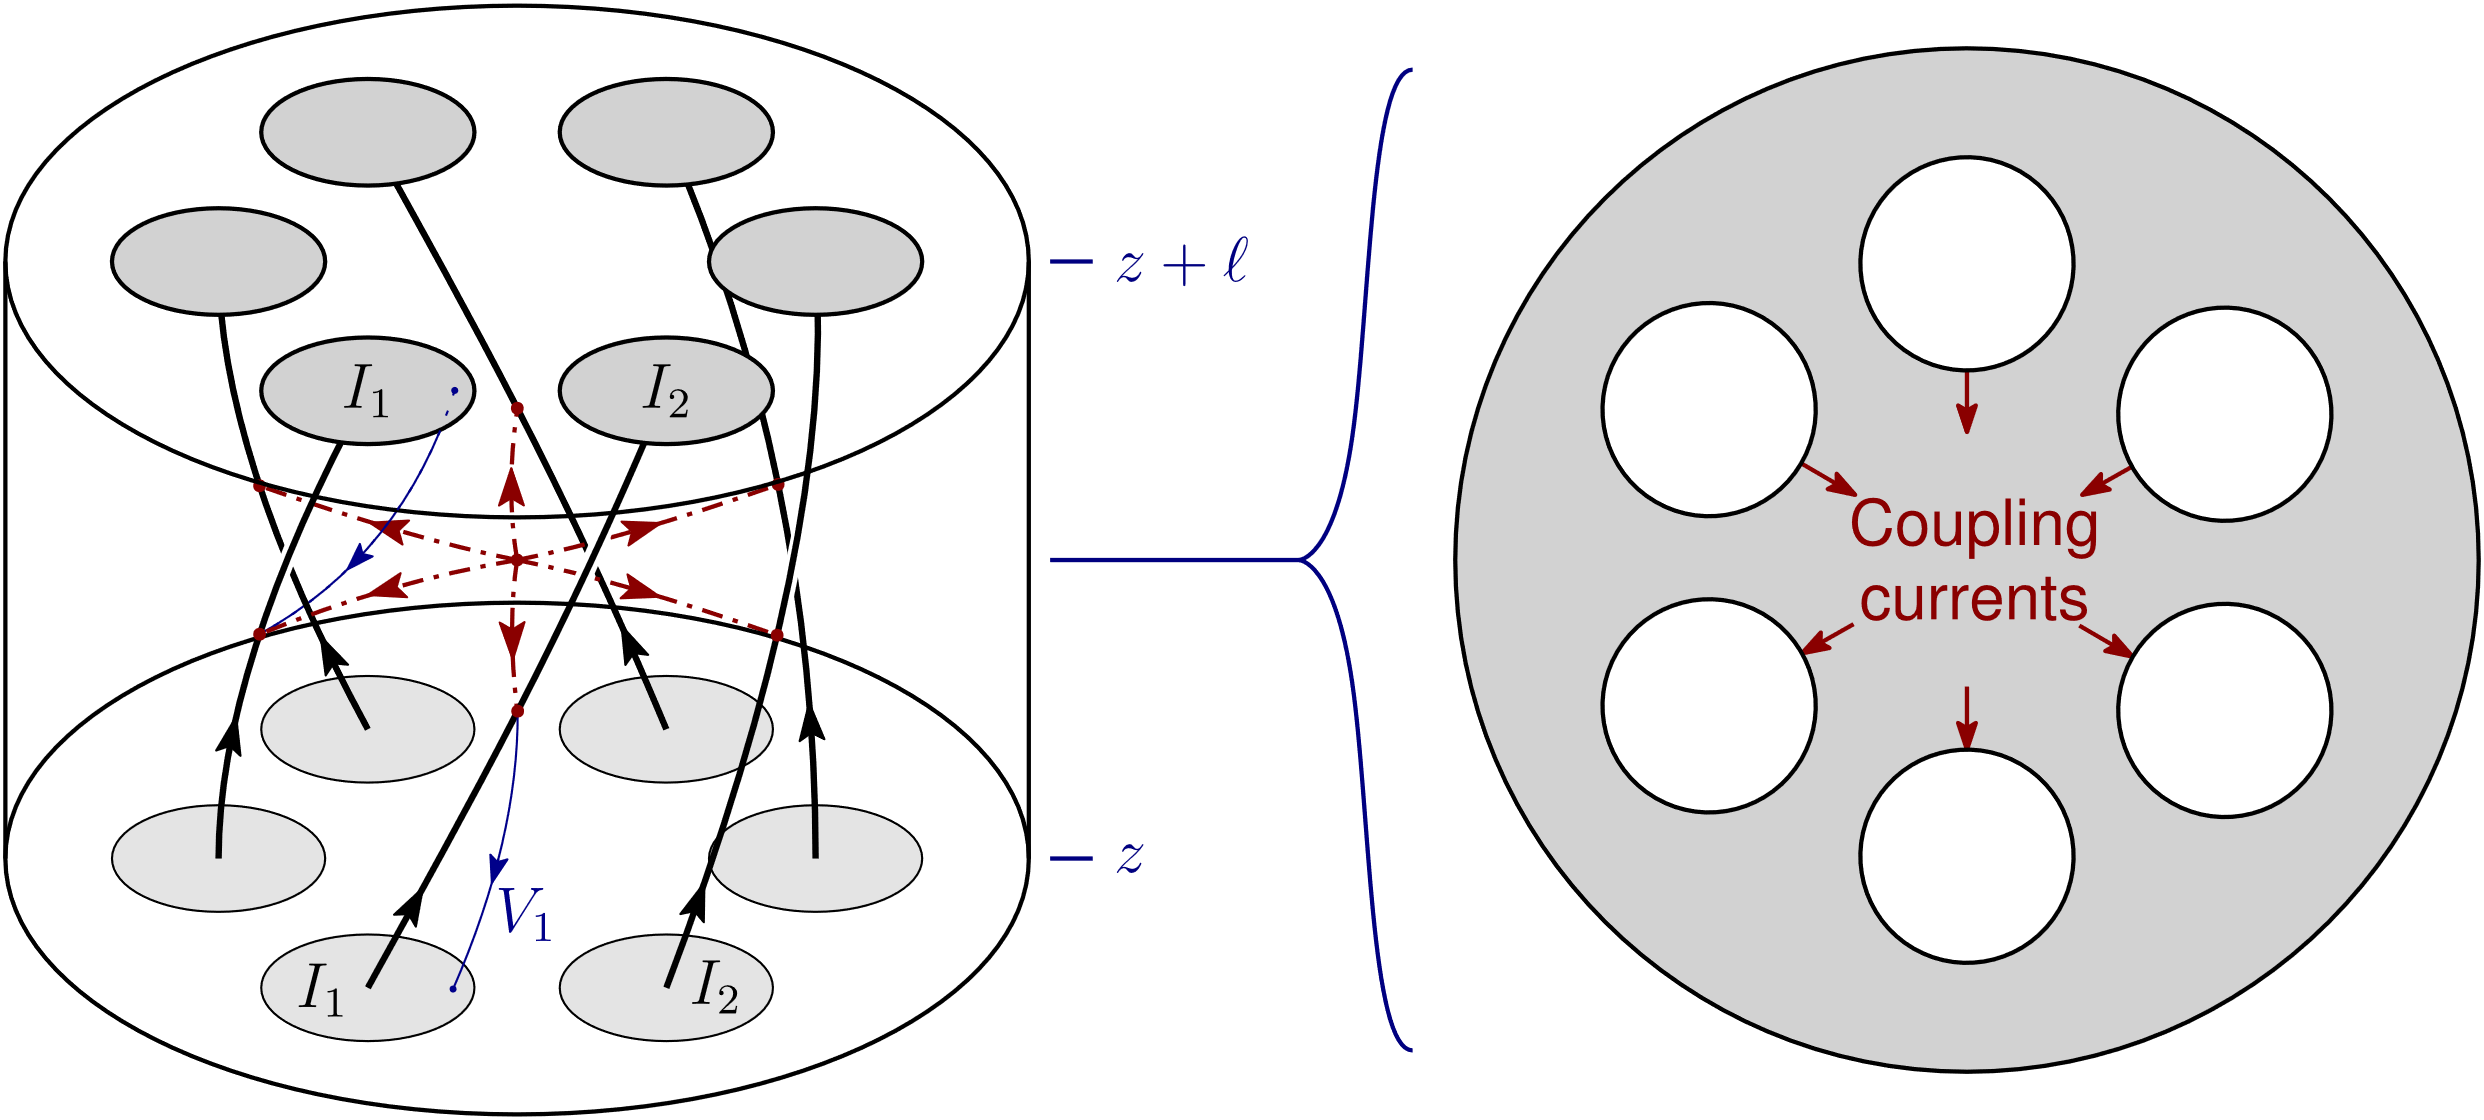 I₁
I₂
z + ℓ
Coupling
currents
z
V₁
I₁
I₂